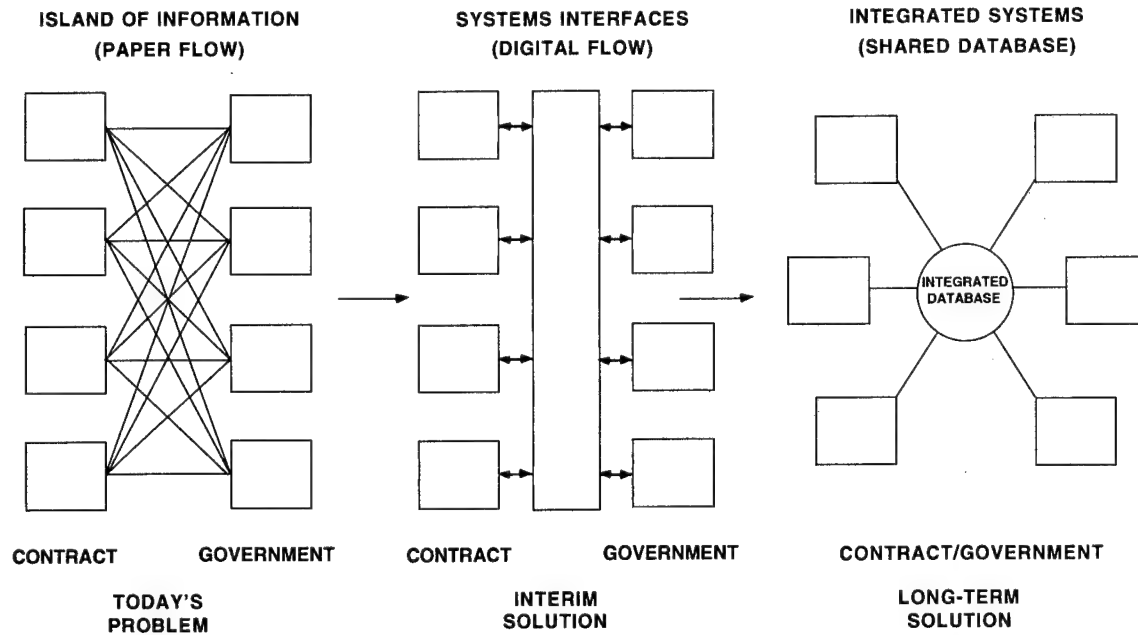 ISLAND OF INFORMATION
(PAPER FLOW)
SYSTEMS INTERFACES
(DIGITAL FLOW)
INTEGRATED SYSTEMS
(SHARED DATABASE)
INTEGRATED
DATABASE
CONTRACT
GOVERNMENT
CONTRACT
GOVERNMENT
CONTRACT/GOVERNMENT
TODAY'S
PROBLEM
INTERIM
SOLUTION
LONG-TERM
SOLUTION